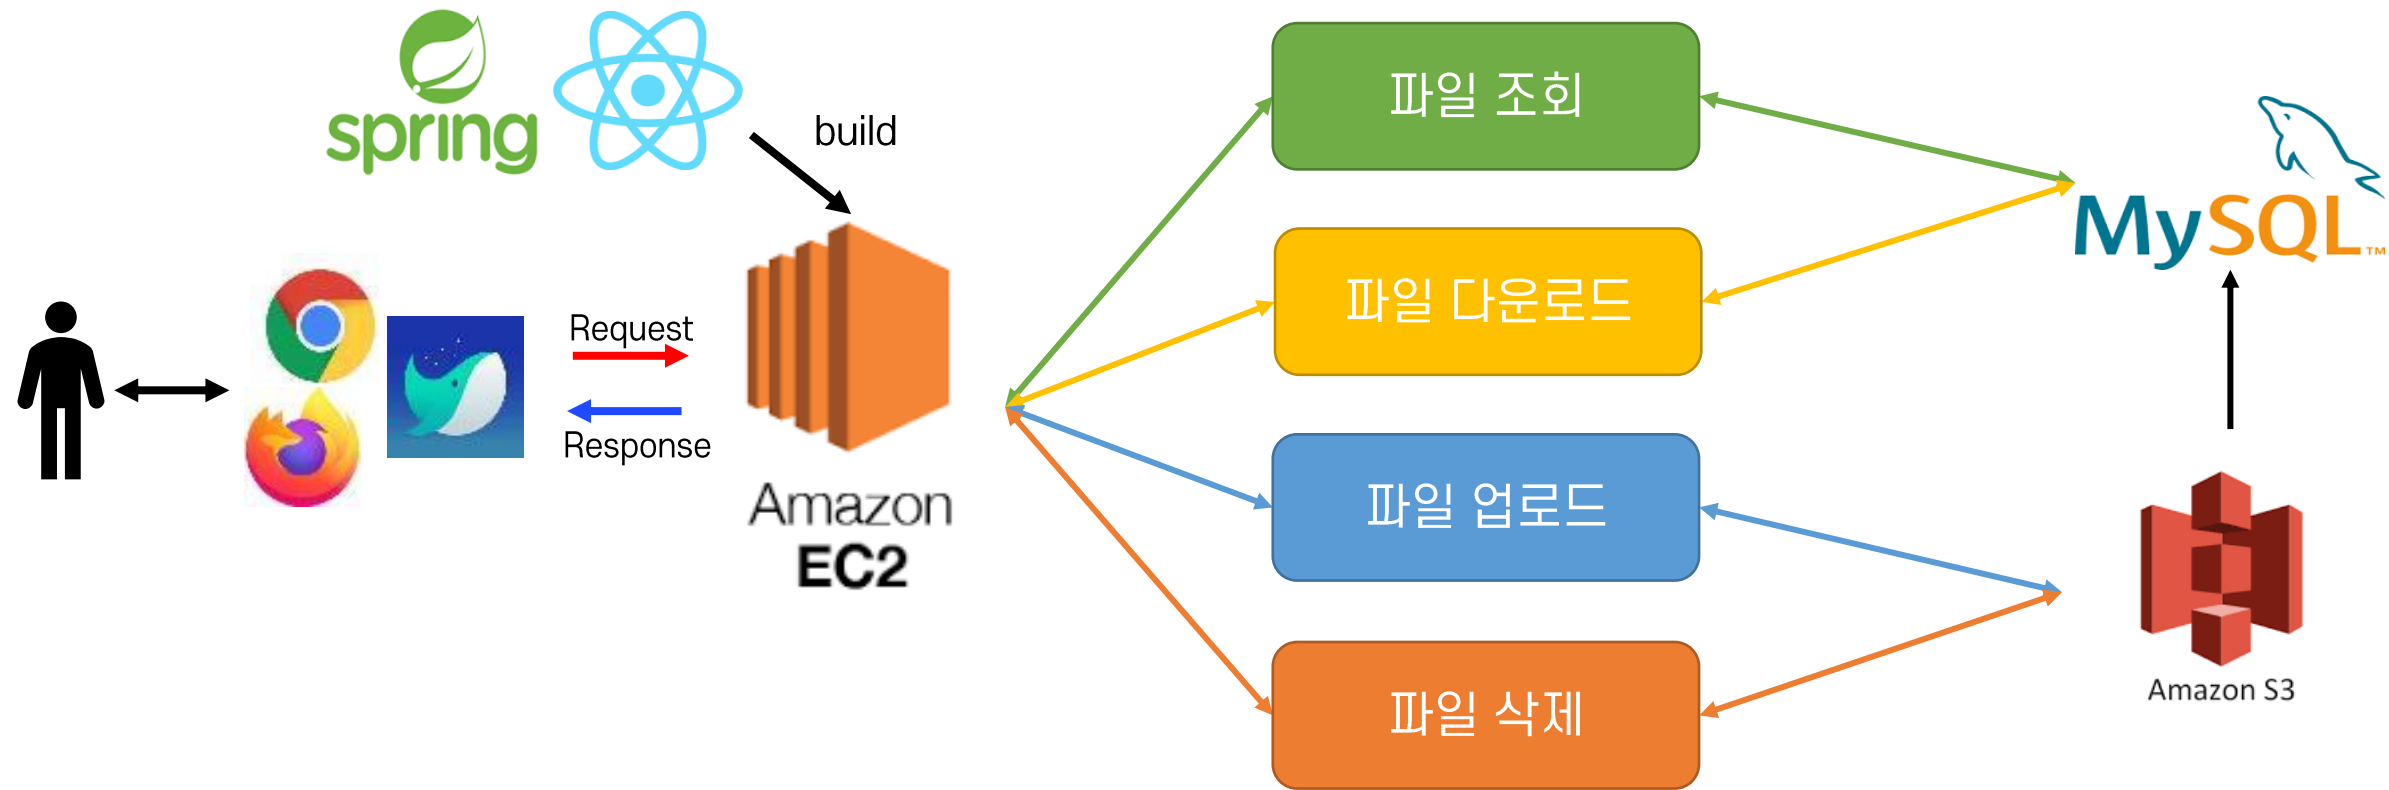 spring
build
Request
Response
Amazon
EC2
파일 조회
파일 다운로드
파일 업로드
파일 삭제
MySQL™
Amazon S3